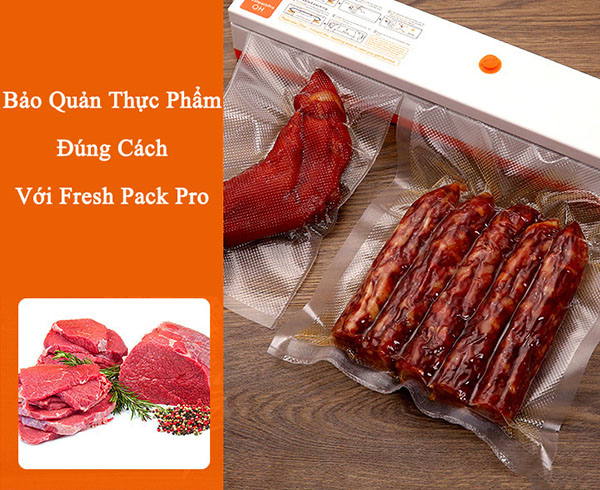 Bảo Quản Thực Phẩm
Đúng Cách
Với Fresh Pack Pro